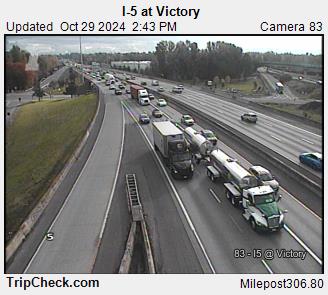 I-5 at Victory
Updated Oct 29 2024 2:43 PM Camera 83
S
83 - I5 @ Victory
TripCheck.com Milepost306.80